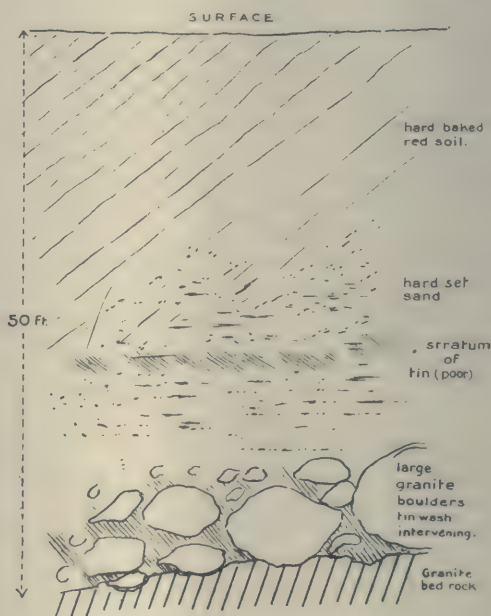 SURFACE
hard baked
red soil.
hard set
sand
50 Ft.
stratum
of
tin (poor)
large
granite
boulders
tin wash
intervening.
Granite
bed rock